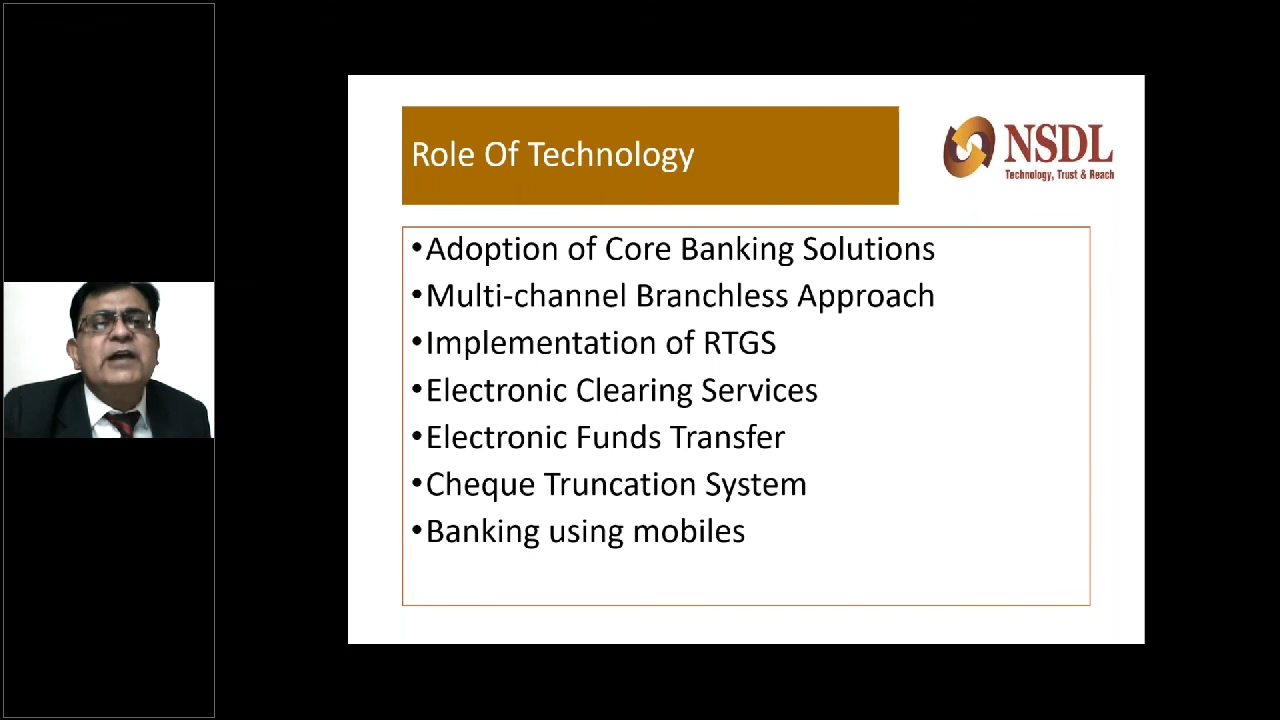 Role Of Technology
NSDL
Technology, Trust & Reach
•Adoption of Core Banking Solutions
•Multi-channel Branchless Approach
•Implementation of RTGS
•Electronic Clearing Services
•Electronic Funds Transfer
•Cheque Truncation System
•Banking using mobiles